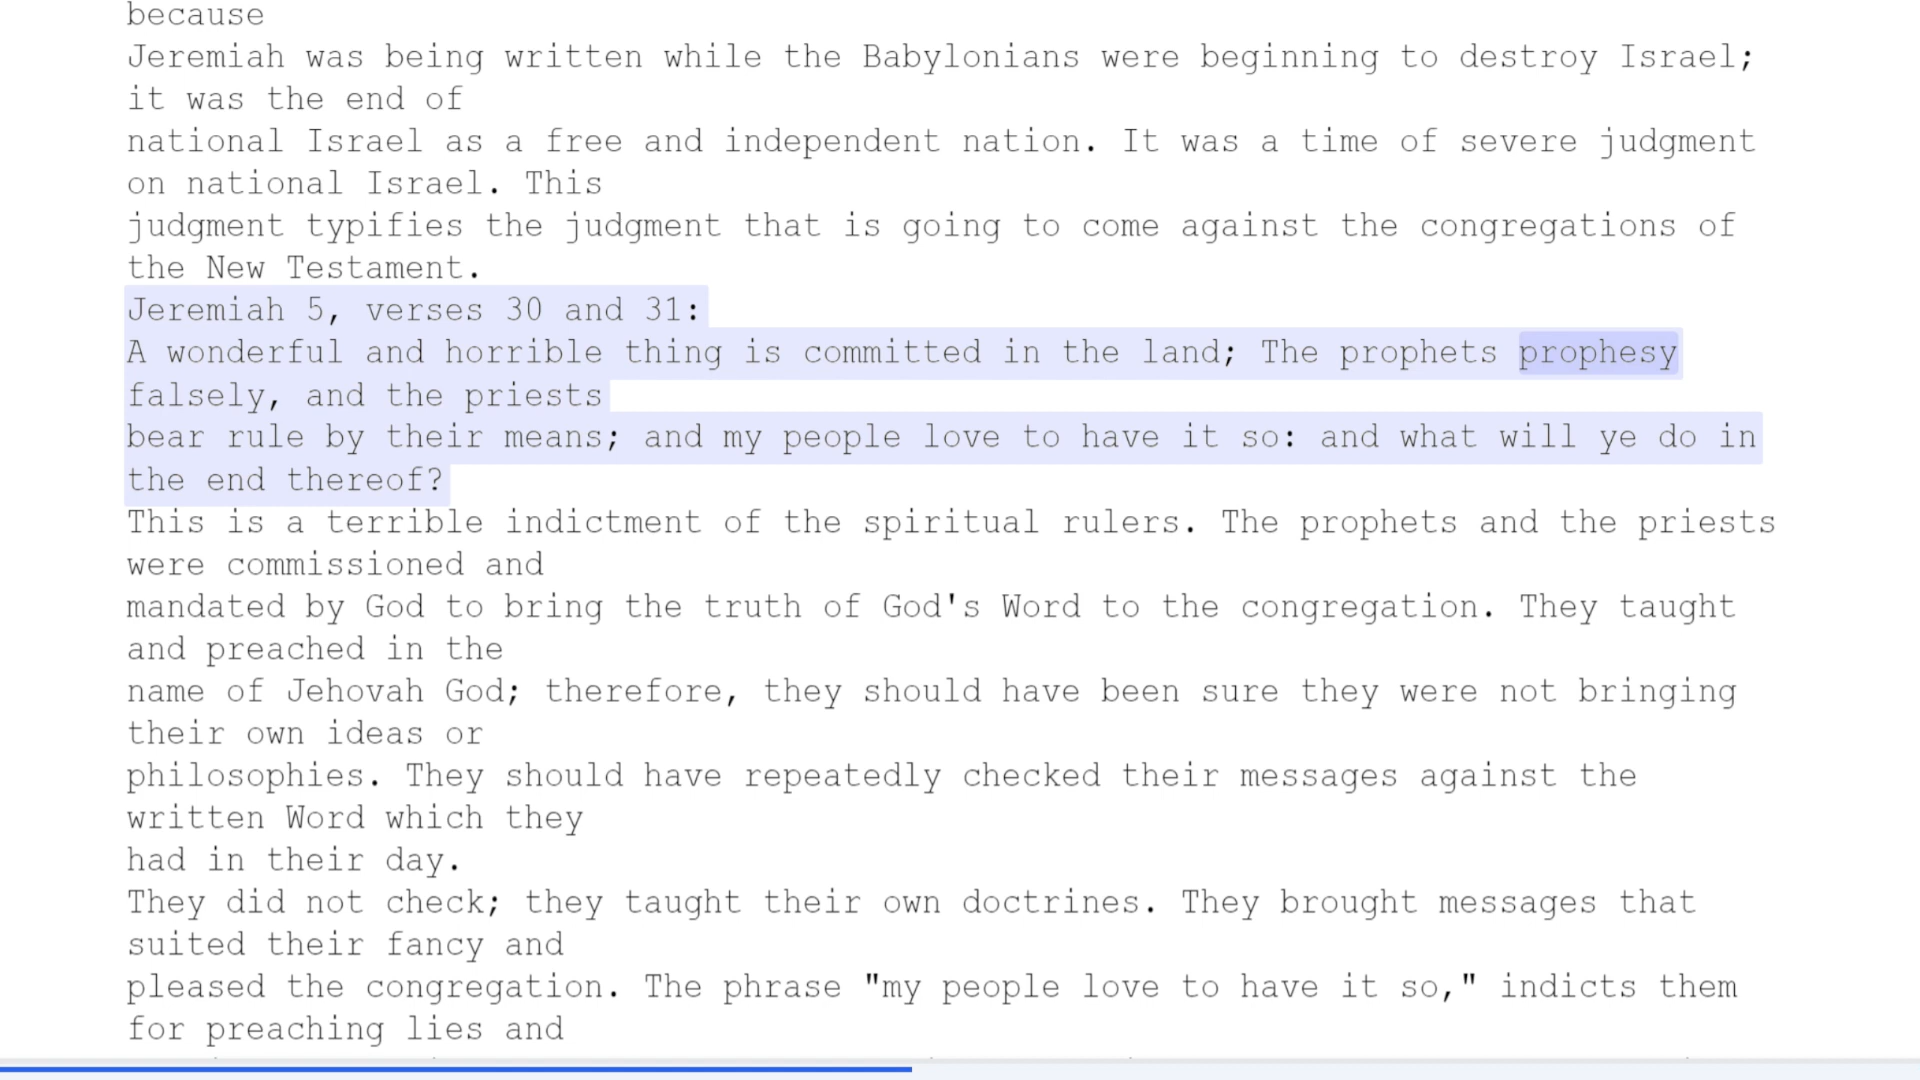 because
Jeremiah was being written while the Babylonians were beginning to destroy Israel;
it was the end of
national Israel as a free and independent nation. It was a time of severe judgment
on national Israel. This
judgment typifies the judgment that is going to come against the congregations of
the New Testament.
Jeremiah 5, verses 30 and 31:
A wonderful and horrible thing is committed in the land; The prophets prophesy
falsely, and the priests
bear rule by their means; and my people love to have it so: and what will ye do in
the end thereof?
This is a terrible indictment of the spiritual rulers. The prophets and the priests
were commissioned and
mandated by God to bring the truth of God's Word to the congregation. They taught
and preached in the
name of Jehovah God; therefore, they should have been sure they were not bringing
their own ideas or
philosophies. They should have repeatedly checked their messages against the
written Word which they
had in their day.
They did not check; they taught their own doctrines. They brought messages that
suited their fancy and
pleased the congregation. The phrase "my people love to have it so," indicts them
for preaching lies and